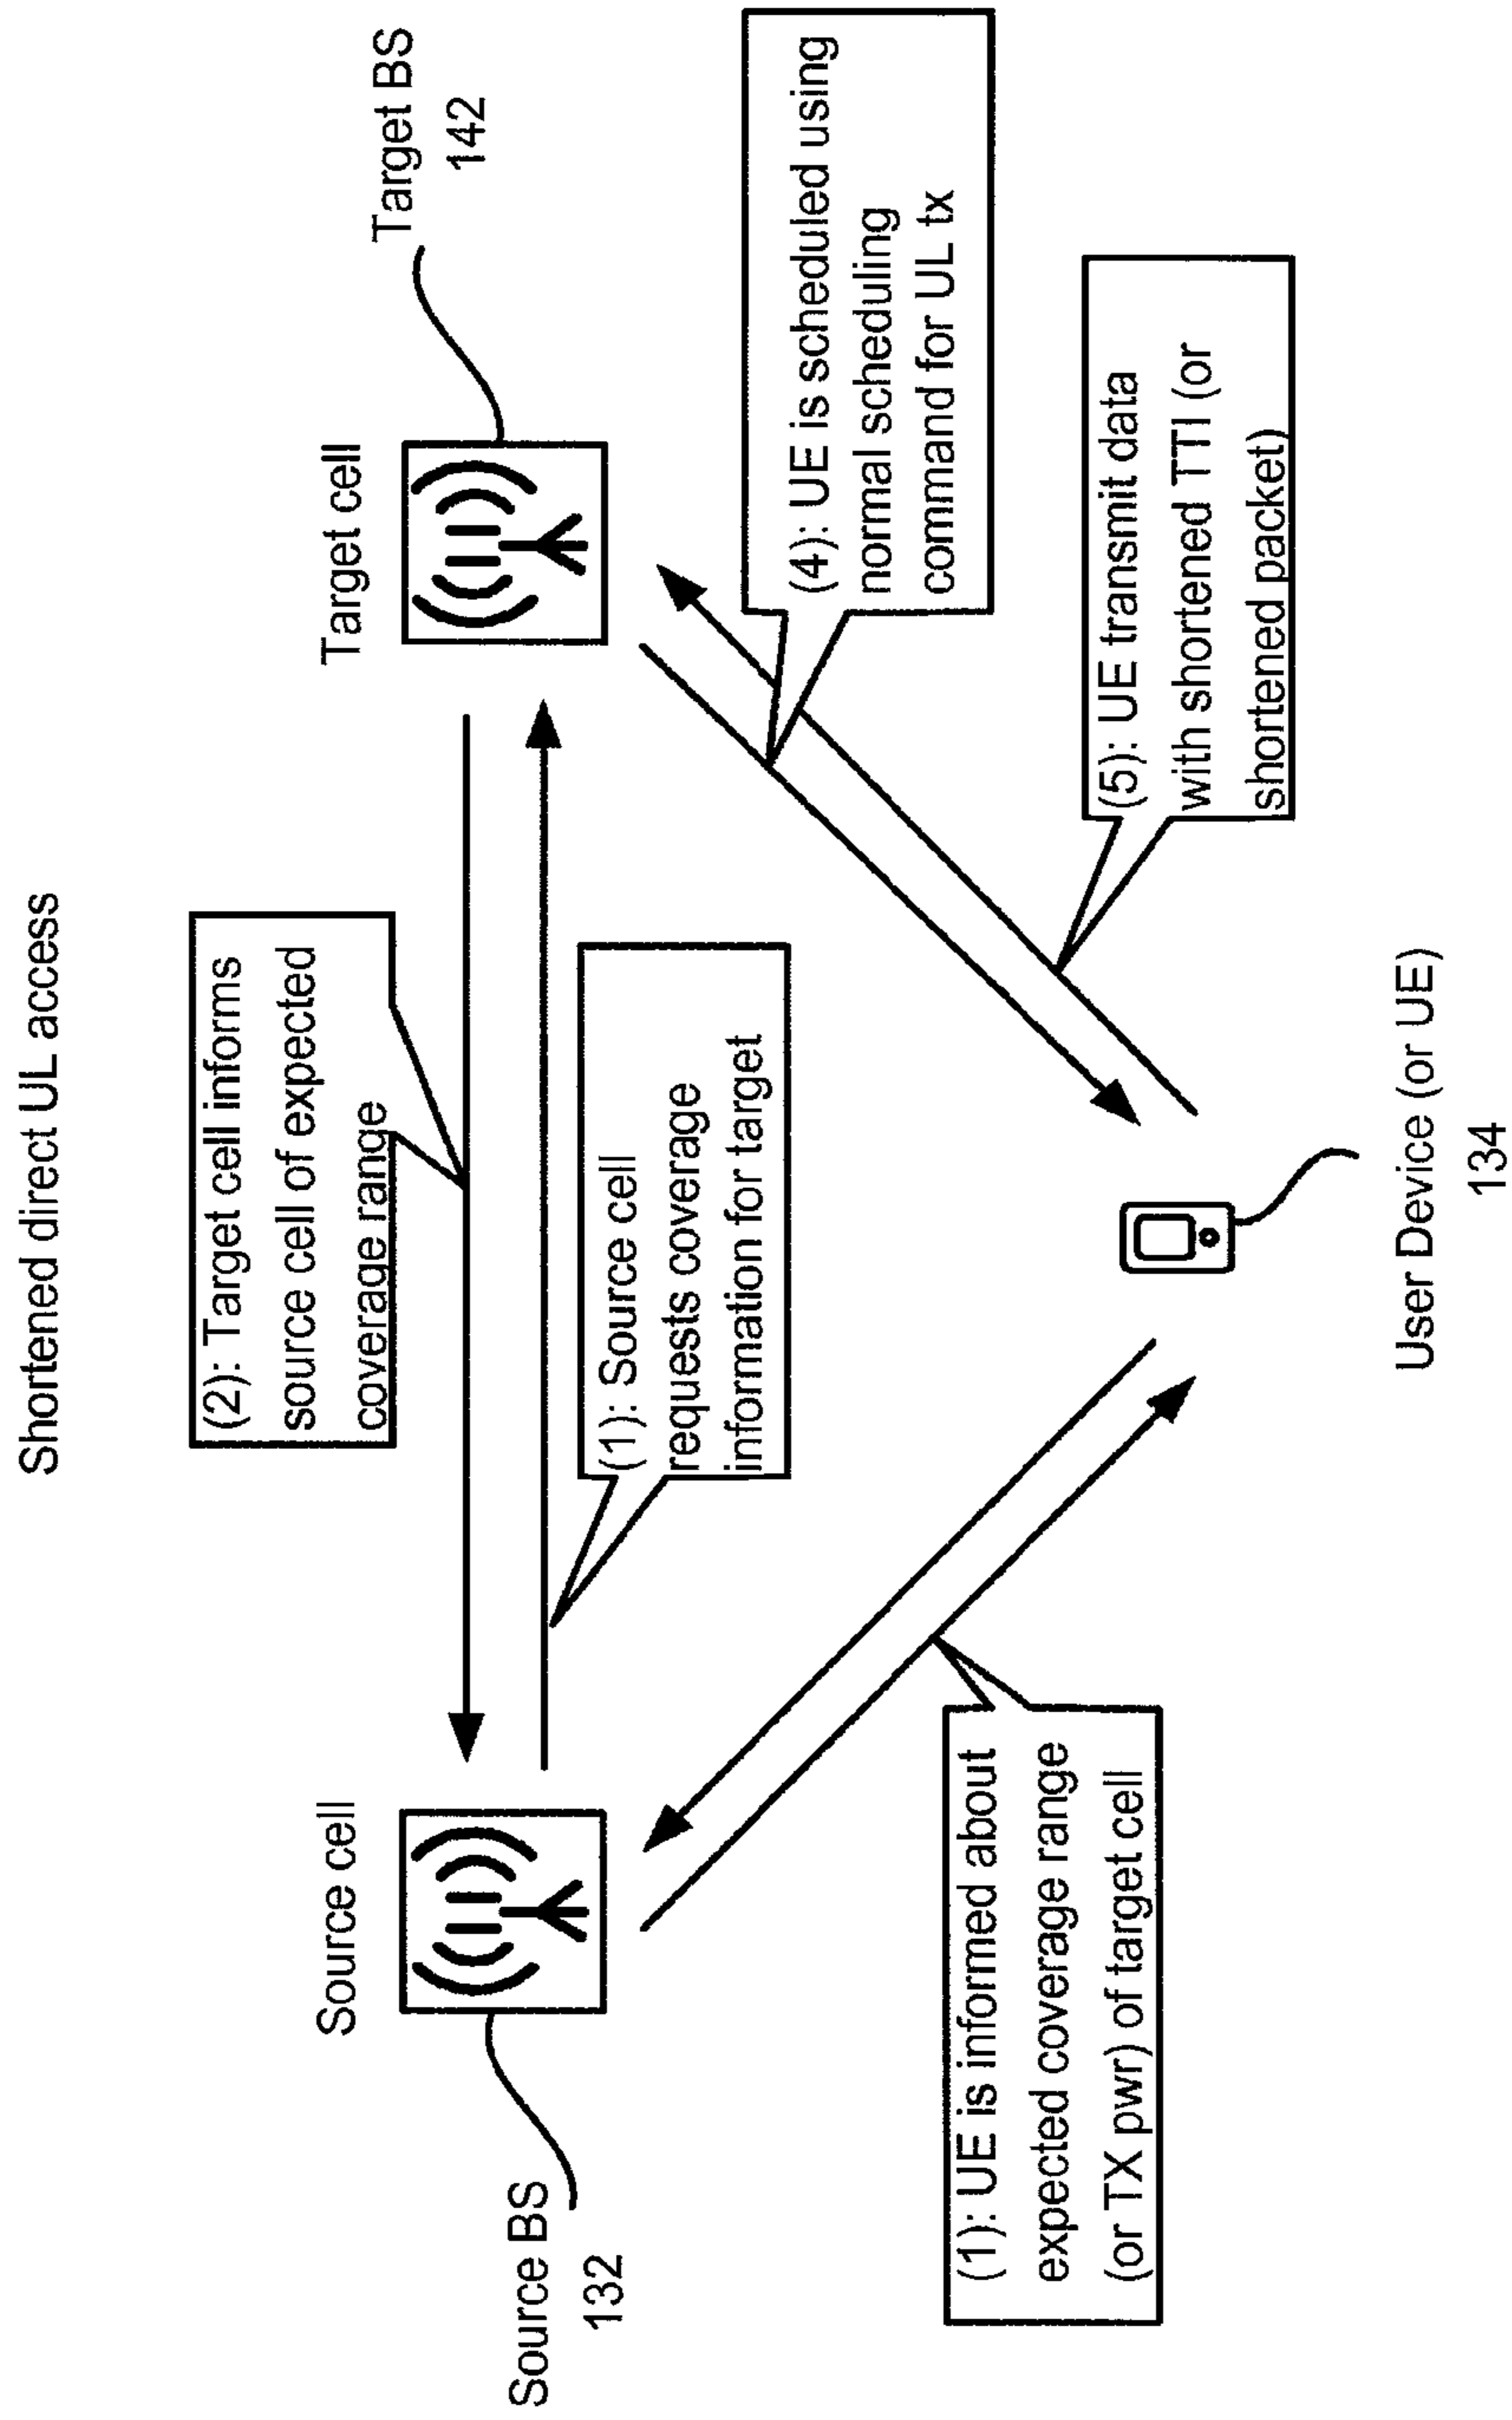 Shortened direct UL access
(2): Target cell informs
source cell of expected
coverage range
Source cell
Target cell
Target BS
142
Source BS
132
(1): Source cell
requests coverage
information for target
(4): UE is scheduled using
normal scheduling
command for UL tx
(1): UE is informed about
expected coverage range
(or TX pwr) of target cell
(5): UE transmit data
with shortened TTI (or
shortened packet)
User Device (or UE)
134